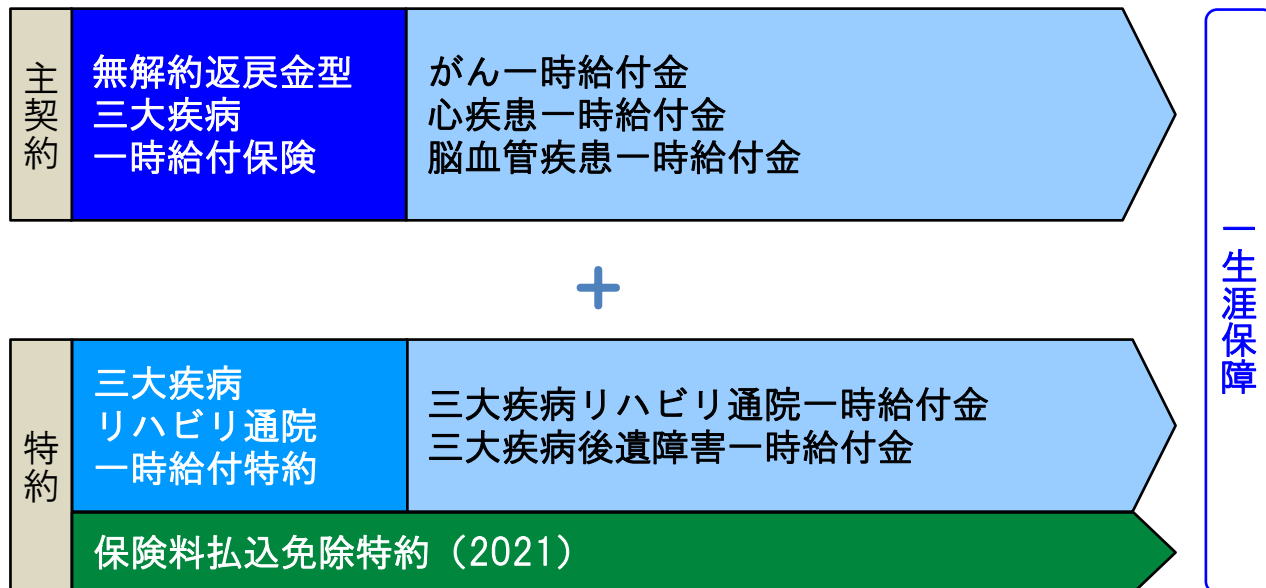 主契約
無解約返戻金型
三大疾病
一時給付保険
がん一時給付金
心疾患一時給付金
脳血管疾患一時給付金
+
特約
三大疾病
リハビリ通院
一時給付特約
三大疾病リハビリ通院一時給付金
三大疾病後遺障害一時給付金
保険料払込免除特約（2021）
一生涯保障